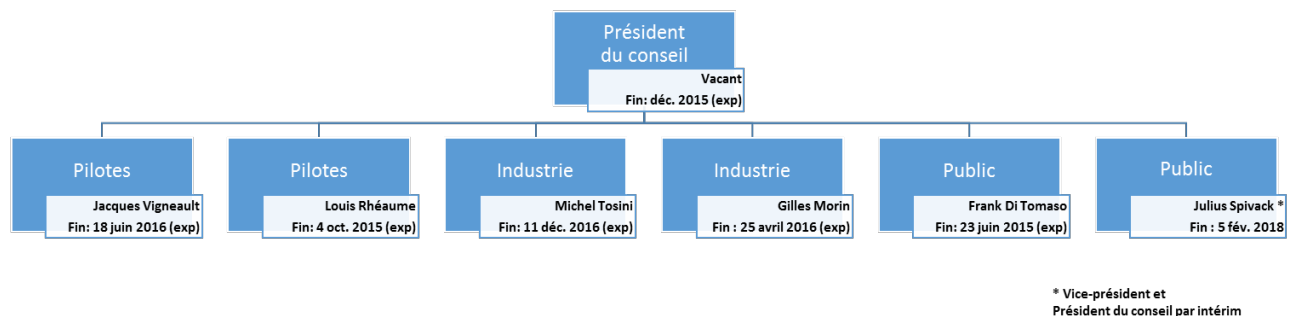 Président
du conseil
Vacant
Fin: déc. 2015 (exp)
Pilotes
Jacques Vigneault
Fin: 18 juin 2016 (exp)
Pilotes
Louis Rhéaume
Fin: 4 oct. 2015 (exp)
Industrie
Michel Tosini
Fin: 11 déc. 2016 (exp)
Industrie
Gilles Morin
Fin : 25 avril 2016 (exp)
Public
Frank Di Tomaso
Fin: 23 juin 2015 (exp)
Public
Julius Spivack *
Fin : 5 fév. 2018
* Vice-président et
Président du conseil par intérim